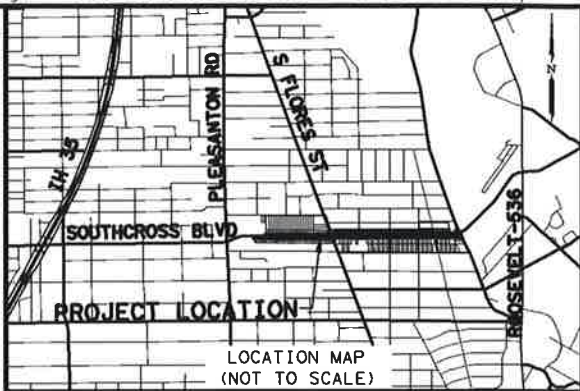 IH 35
PLEASANTON RD
S FLORES ST
N
SOUTHCROSS BLVD
ROOSEVELT-536
PROJECT LOCATION
LOCATION MAP
(NOT TO SCALE)